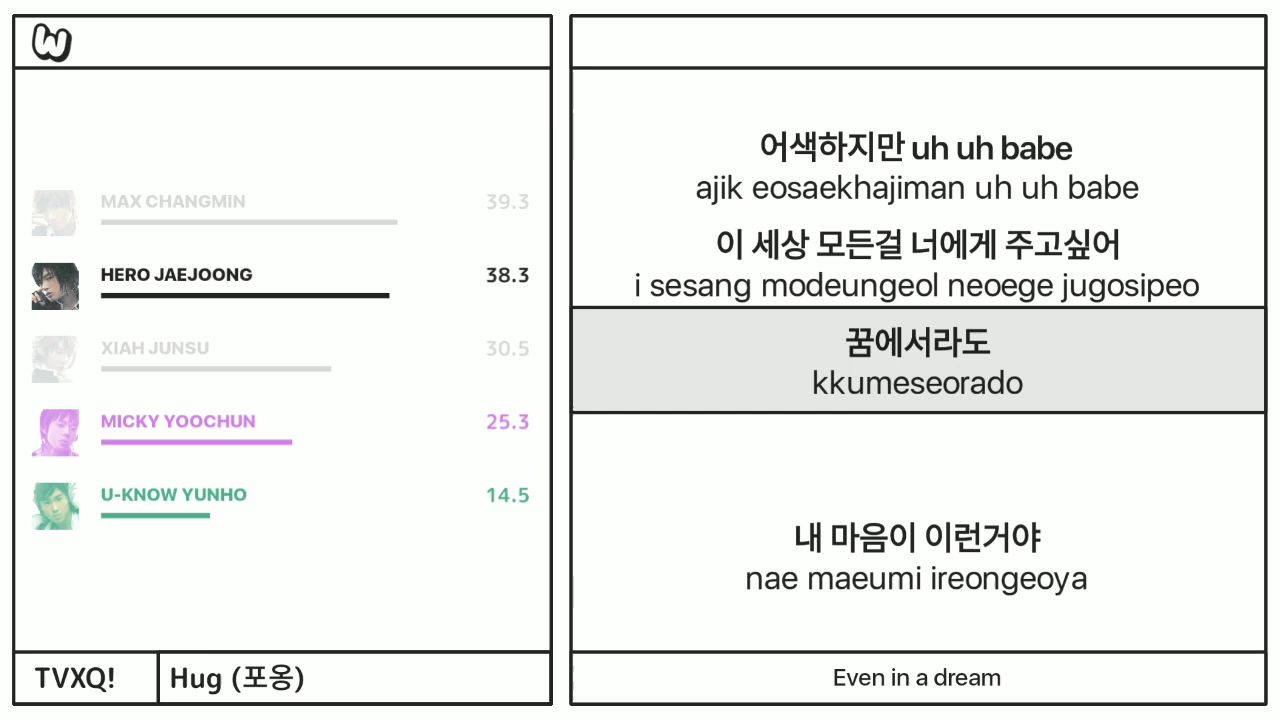 W
MAX CHANGMIN 39.3
HERO JAEJOONG 38.3
XIAH JUNSU 30.5
MICKY YOOCHUN 25.3
U-KNOW YUNHO 14.5
TVXQ! Hug (포옹)
어색하지만 uh uh babe
ajik eosaekhajiman uh uh babe
이 세상 모든걸 너에게 주고싶어
i sesang modeungeol neoege jugosipeo
꿈에서라도
kkumeseorado
내 마음이 이런거야
nae maeumi ireongeoya
Even in a dream